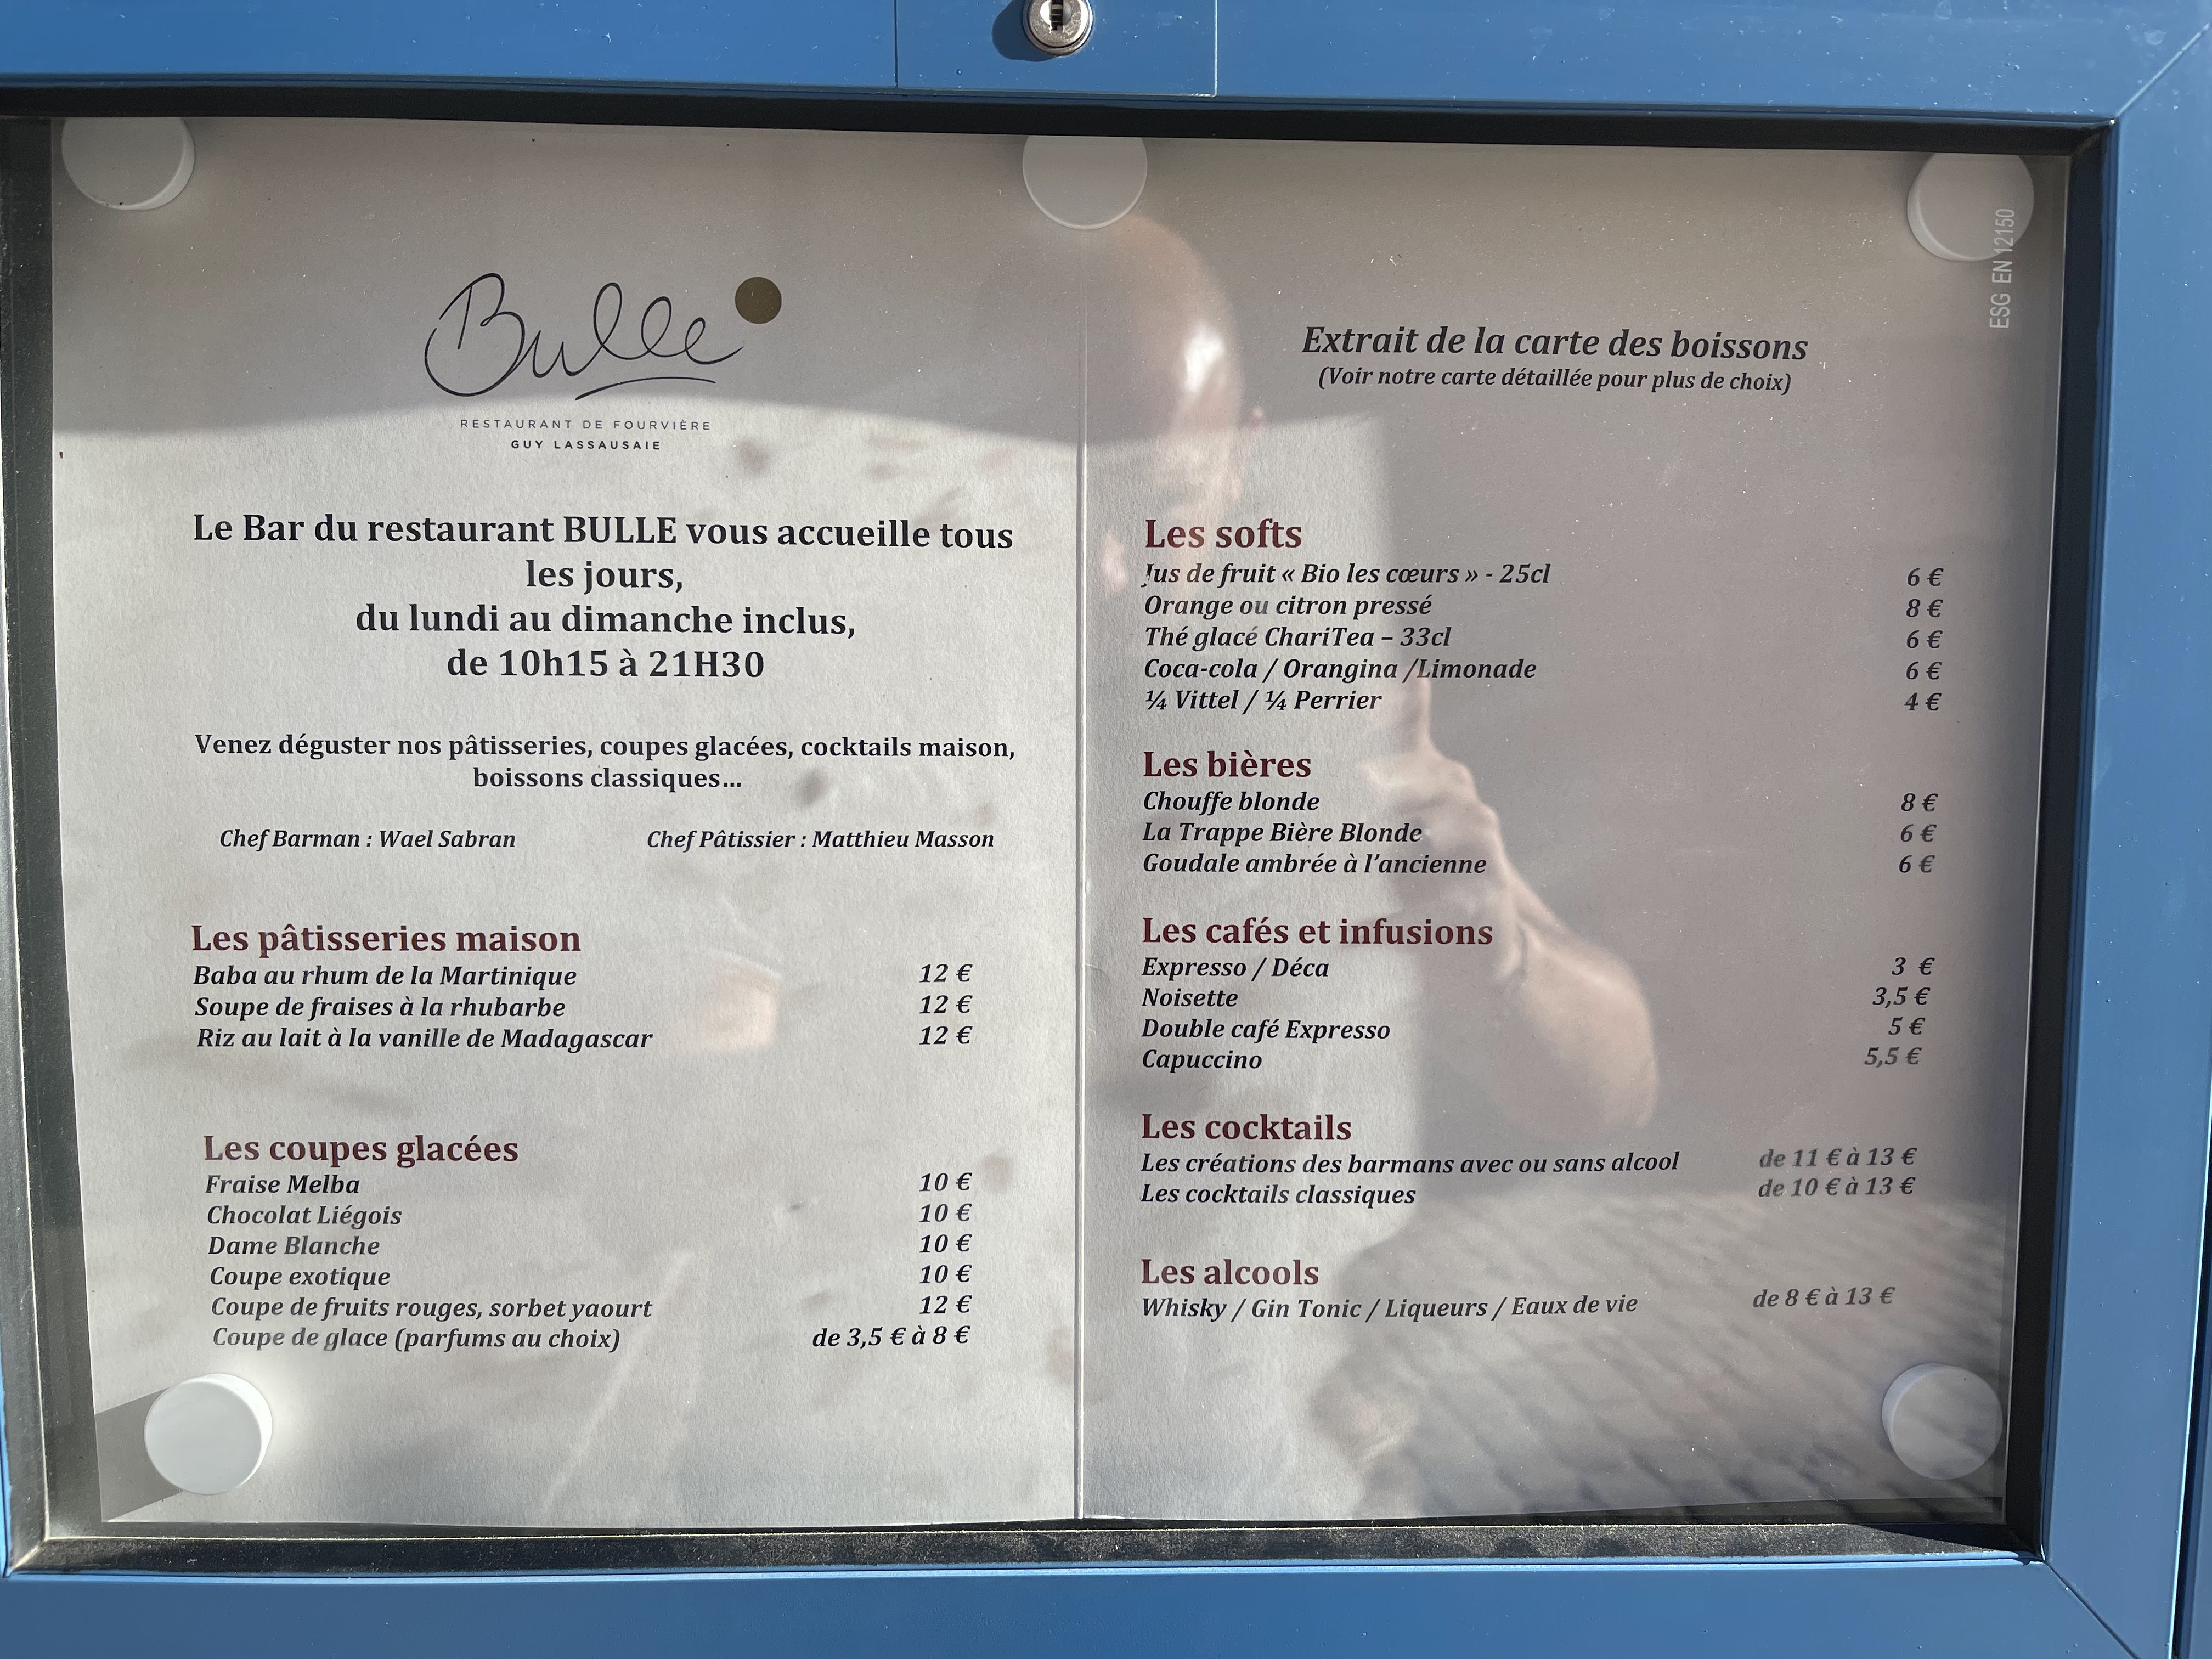 Bulle
RESTAURANT DE FOURVIÈRE
GUY LASSAUSAIE
Le Bar du restaurant BULLE vous accueille tous
les jours,
du lundi au dimanche inclus,
de 10h15 à 21H30
Venez déguster nos pâtisseries, coupes glacées, cocktails maison,
boissons classiques…
Chef Barman : Wael Sabran Chef Pâtissier : Matthieu Masson
Les pâtisseries maison
Baba au rhum de la Martinique 12 €
Soupe de fraises à la rhubarbe 12 €
Riz au lait à la vanille de Madagascar 12 €
Les coupes glacées
Fraise Melba 10 €
Chocolat Liégois 10 €
Dame Blanche 10 €
Coupe exotique 10 €
Coupe de fruits rouges, sorbet yaourt 12 €
Coupe de glace (parfums au choix) de 3,5 € à 8 €
Extrait de la carte des boissons
(Voir notre carte détaillée pour plus de choix)
Les softs
Jus de fruit « Bio les cœurs » - 25cl 6 €
Orange ou citron pressé 8 €
Thé glacé ChariTea – 33cl 6 €
Coca-cola / Orangina /Limonade 6 €
¼ Vittel / ¼ Perrier 4 €
Les bières
Chouffe blonde 8 €
La Trappe Bière Blonde 6 €
Goudale ambrée à l’ancienne 6 €
Les cafés et infusions
Expresso / Déca 3 €
Noisette 3,5 €
Double café Expresso 5 €
Capuccino 5,5 €
Les cocktails
Les créations des barmans avec ou sans alcool de 11 € à 13 €
Les cocktails classiques de 10 € à 13 €
Les alcools
Whisky / Gin Tonic / Liqueurs / Eaux de vie de 8 € à 13 €
ESG EN 12150